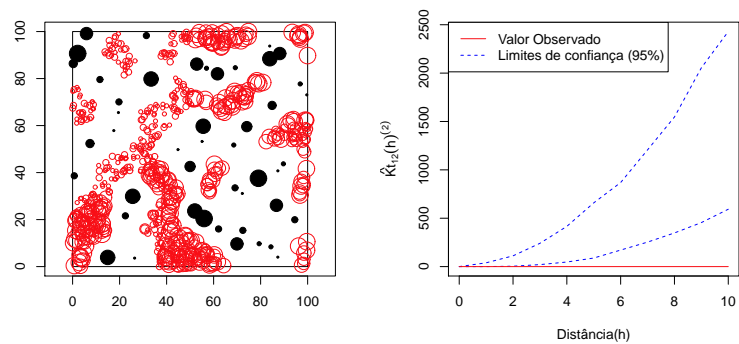 100
80
60
40
20
0
0 20 40 60 80 100
K̂t₁₂(h)⁽²⁾
2500
2000
1500
1000
500
0
Valor Observado
Limites de confiança (95%)
0 2 4 6 8 10
Distância(h)